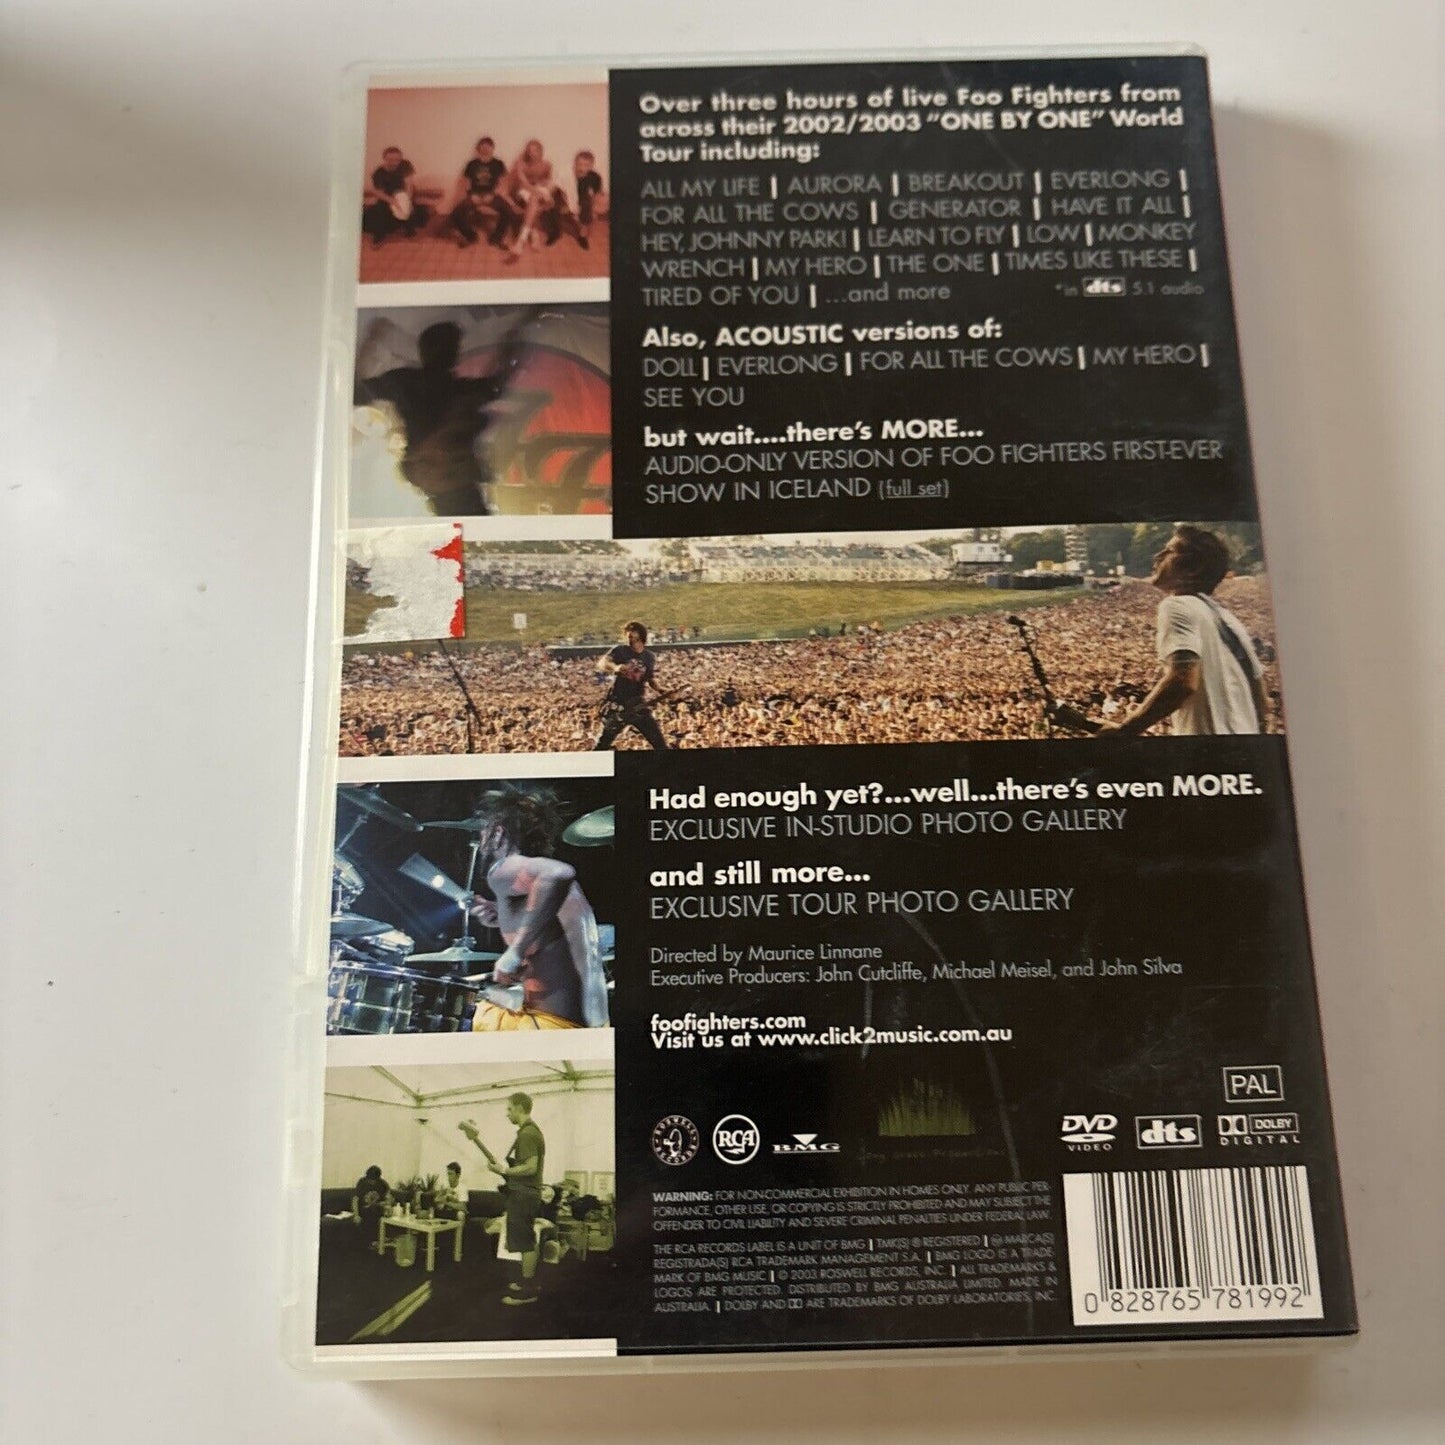 Over three hours of live Foo Fighters from
across their 2002/2003 "ONE BY ONE" World
Tour including:
ALL MY LIFE | AURORA | BREAKOUT | EVERLONG |
FOR ALL THE COWS | GENERATOR | HAVE IT ALL |
HEY, JOHNNY PARK! | LEARN TO FLY | LOW | MONKEY
WRENCH | MY HERO | THE ONE | TIMES LIKE THESE |
TIRED OF YOU | ...and more
*in dts 5.1 audio
Also, ACOUSTIC versions of:
DOLL | EVERLONG | FOR ALL THE COWS | MY HERO |
SEE YOU
but wait....there's MORE...
AUDIO-ONLY VERSION OF FOO FIGHTERS FIRST-EVER
SHOW IN ICELAND (full set)
Had enough yet?...well...there's even MORE.
EXCLUSIVE IN-STUDIO PHOTO GALLERY
and still more...
EXCLUSIVE TOUR PHOTO GALLERY
Directed by Maurice Linnane
Executive Producers: John Cutcliffe, Michael Meisel, and John Silva
foofighters.com
Visit us at www.click2music.com.au
PAL
ROSWELL RECORDS
RCA
BMG
DVD VIDEO
dts
DOLBY DIGITAL
WARNING: FOR NON-COMMERCIAL EXHIBITION IN HOMES ONLY. ANY PUBLIC PER-
FORMANCE, OTHER USE, OR COPYING IS STRICTLY PROHIBITED AND MAY SUBJECT THE
OFFENDER TO CIVIL LIABILITY AND SEVERE CRIMINAL PENALTIES UNDER FEDERAL LAW.
THE RCA RECORDS LABEL IS A UNIT OF BMG | TMK(S) ® REGISTERED | MARCA(S)
REGISTRADA(S) RCA TRADEMARK MANAGEMENT S.A. | BMG LOGO IS A TRADE-
MARK OF BMG MUSIC | © 2003 ROSWELL RECORDS, INC. | ALL TRADEMARKS &
LOGOS ARE PROTECTED. DISTRIBUTED BY BMG AUSTRALIA LIMITED. MADE IN
AUSTRALIA. | DOLBY AND ARE TRADEMARKS OF DOLBY LABORATORIES, INC.
0 828765 781992